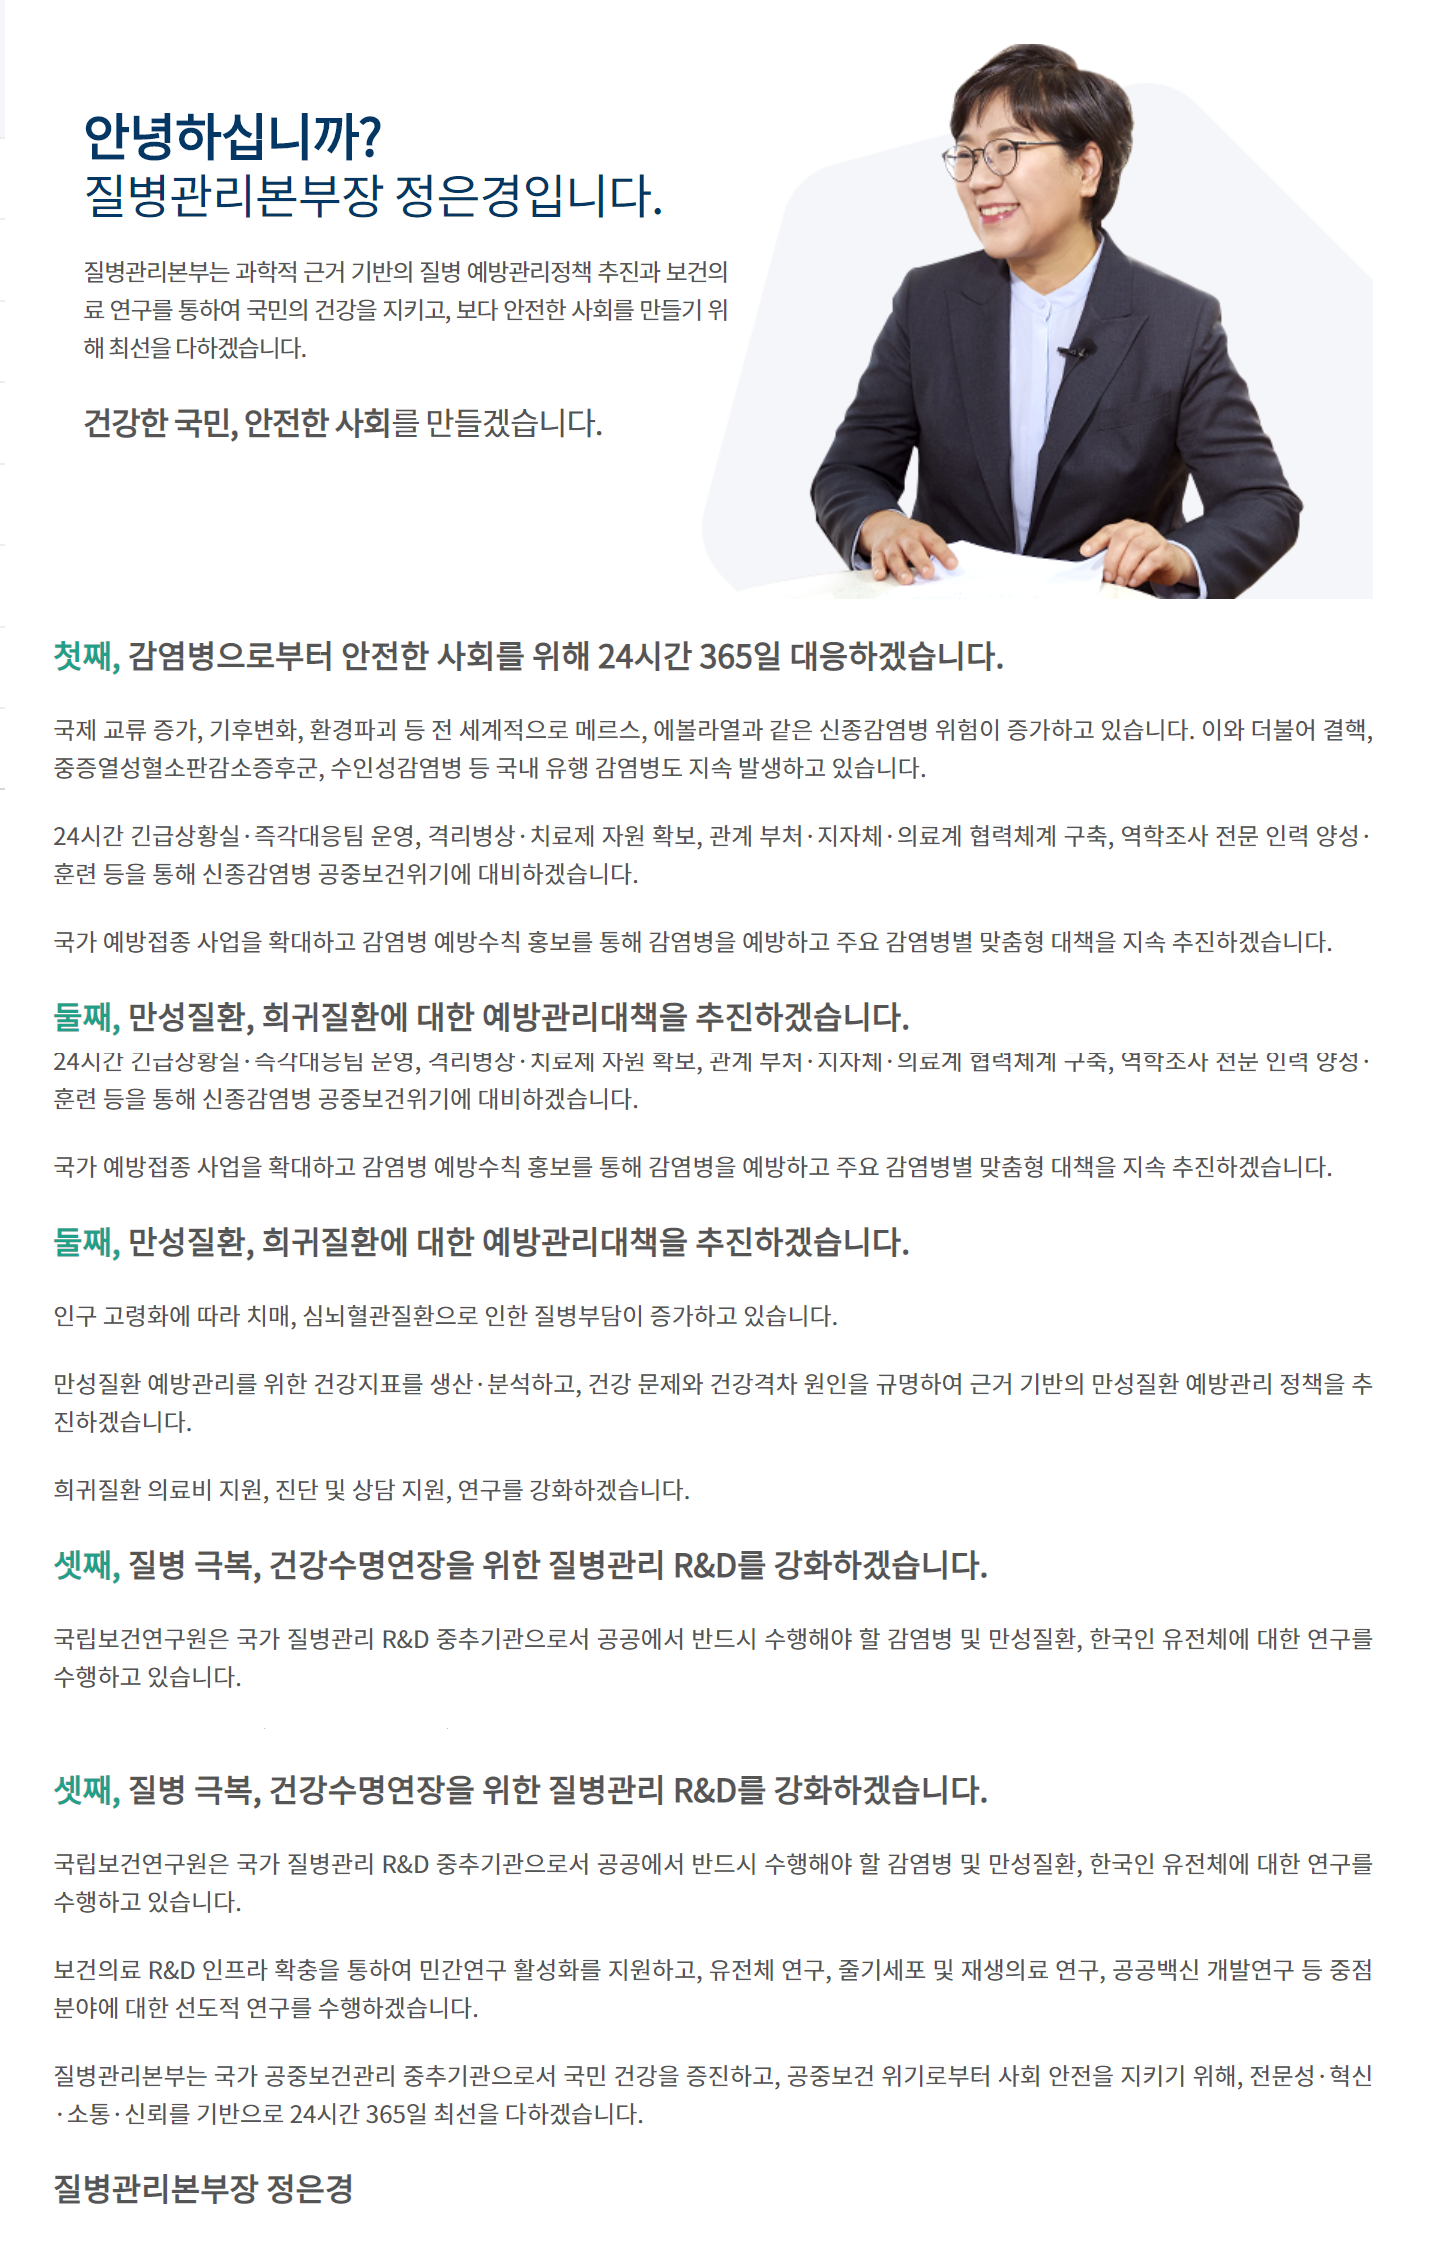 안녕하십니까?
질병관리본부장 정은경입니다.
질병관리본부는 과학적 근거 기반의 질병 예방관리정책 추진과 보건의
료 연구를 통하여 국민의 건강을 지키고, 보다 안전한 사회를 만들기 위
해 최선을 다하겠습니다.
건강한 국민, 안전한 사회를 만들겠습니다.
첫째, 감염병으로부터 안전한 사회를 위해 24시간 365일 대응하겠습니다.
국제 교류 증가, 기후변화, 환경파괴 등 전 세계적으로 메르스, 에볼라열과 같은 신종감염병 위험이 증가하고 있습니다. 이와 더불어 결핵,
중증열성혈소판감소증후군, 수인성감염병 등 국내 유행 감염병도 지속 발생하고 있습니다.
24시간 긴급상황실·즉각대응팀 운영, 격리병상·치료제 자원 확보, 관계 부처·지자체·의료계 협력체계 구축, 역학조사 전문 인력 양성·
훈련 등을 통해 신종감염병 공중보건위기에 대비하겠습니다.
국가 예방접종 사업을 확대하고 감염병 예방수칙 홍보를 통해 감염병을 예방하고 주요 감염병별 맞춤형 대책을 지속 추진하겠습니다.
둘째, 만성질환, 희귀질환에 대한 예방관리대책을 추진하겠습니다.
24시간 긴급상황실·즉각대응팀 운영, 격리병상·치료제 자원 확보, 관계 부처·지자체·의료계 협력체계 구축, 역학조사 전문 인력 양성·
훈련 등을 통해 신종감염병 공중보건위기에 대비하겠습니다.
국가 예방접종 사업을 확대하고 감염병 예방수칙 홍보를 통해 감염병을 예방하고 주요 감염병별 맞춤형 대책을 지속 추진하겠습니다.
둘째, 만성질환, 희귀질환에 대한 예방관리대책을 추진하겠습니다.
인구 고령화에 따라 치매, 심뇌혈관질환으로 인한 질병부담이 증가하고 있습니다.
만성질환 예방관리를 위한 건강지표를 생산·분석하고, 건강 문제와 건강격차 원인을 규명하여 근거 기반의 만성질환 예방관리 정책을 추
진하겠습니다.
희귀질환 의료비 지원, 진단 및 상담 지원, 연구를 강화하겠습니다.
셋째, 질병 극복, 건강수명연장을 위한 질병관리 R&D를 강화하겠습니다.
국립보건연구원은 국가 질병관리 R&D 중추기관으로서 공공에서 반드시 수행해야 할 감염병 및 만성질환, 한국인 유전체에 대한 연구를
수행하고 있습니다.
셋째, 질병 극복, 건강수명연장을 위한 질병관리 R&D를 강화하겠습니다.
국립보건연구원은 국가 질병관리 R&D 중추기관으로서 공공에서 반드시 수행해야 할 감염병 및 만성질환, 한국인 유전체에 대한 연구를
수행하고 있습니다.
보건의료 R&D 인프라 확충을 통하여 민간연구 활성화를 지원하고, 유전체 연구, 줄기세포 및 재생의료 연구, 공공백신 개발연구 등 중점
분야에 대한 선도적 연구를 수행하겠습니다.
질병관리본부는 국가 공중보건관리 중추기관으로서 국민 건강을 증진하고, 공중보건 위기로부터 사회 안전을 지키기 위해, 전문성·혁신
·소통·신뢰를 기반으로 24시간 365일 최선을 다하겠습니다.
질병관리본부장 정은경